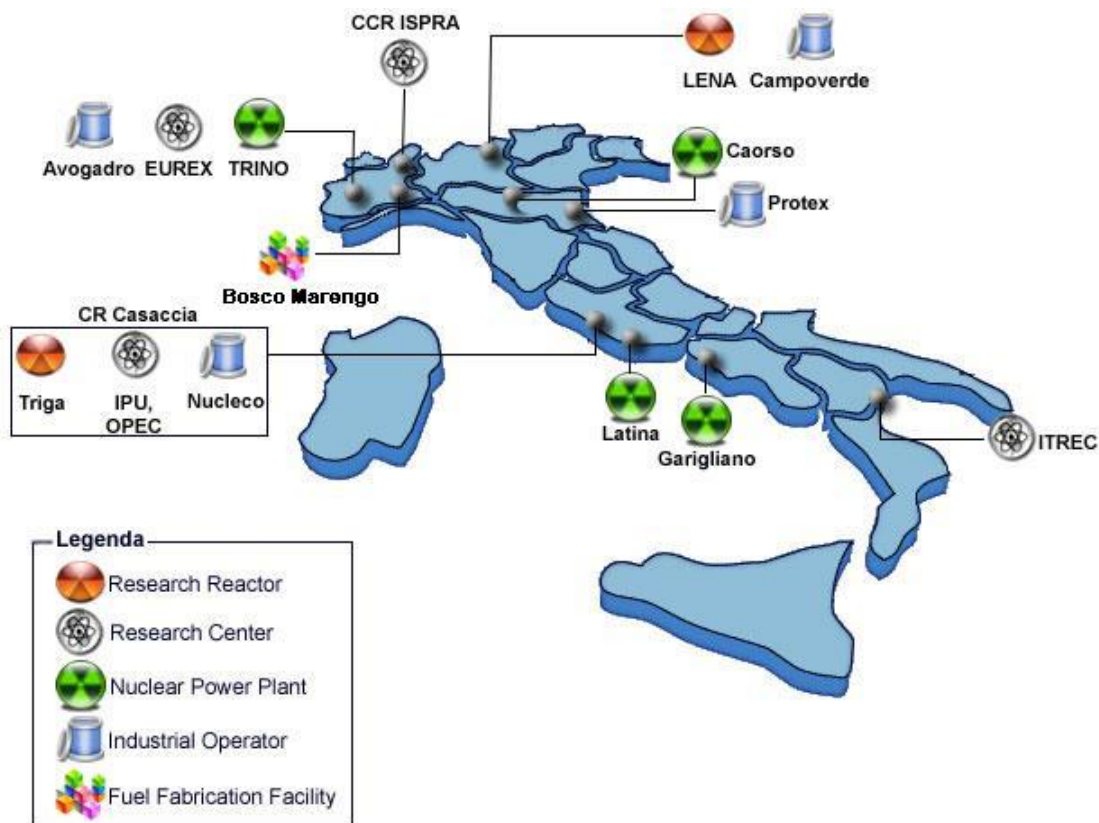 CCR ISPRA
LENA
Campoverde
Avogadro
EUREX
TRINO
Caorso
Protex
Bosco Marengo
CR Casaccia
Triga
IPU,
OPEC
Nucleco
Latina
Garigliano
ITREC
Legenda
Research Reactor
Research Center
Nuclear Power Plant
Industrial Operator
Fuel Fabrication Facility